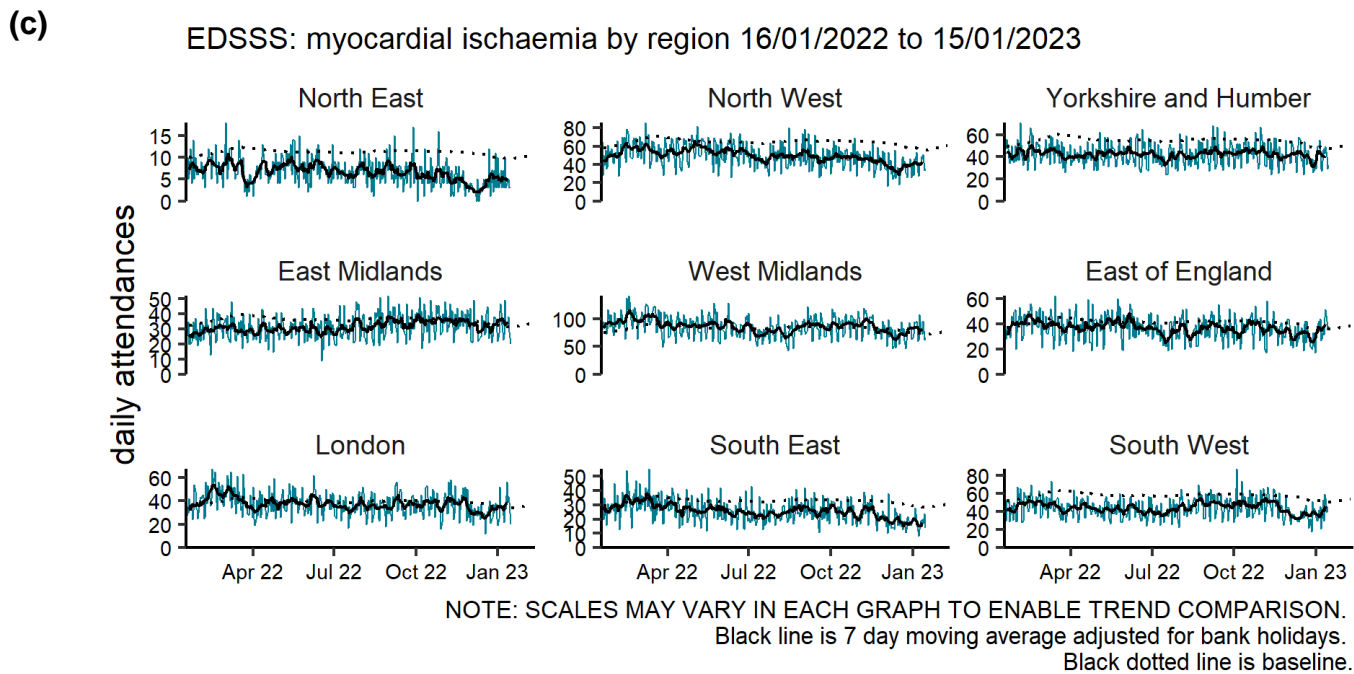 (c)
EDSSS: myocardial ischaemia by region 16/01/2022 to 15/01/2023
daily attendances
North East
15
10
5
0
North West
80
60
40
20
0
Yorkshire and Humber
60
40
20
0
East Midlands
50
40
30
20
10
0
West Midlands
100
50
0
East of England
60
40
20
0
London
60
40
20
0
South East
50
40
30
20
10
0
South West
80
60
40
20
0
Apr 22 Jul 22 Oct 22 Jan 23
Apr 22 Jul 22 Oct 22 Jan 23
Apr 22 Jul 22 Oct 22 Jan 23
NOTE: SCALES MAY VARY IN EACH GRAPH TO ENABLE TREND COMPARISON.
Black line is 7 day moving average adjusted for bank holidays.
Black dotted line is baseline.